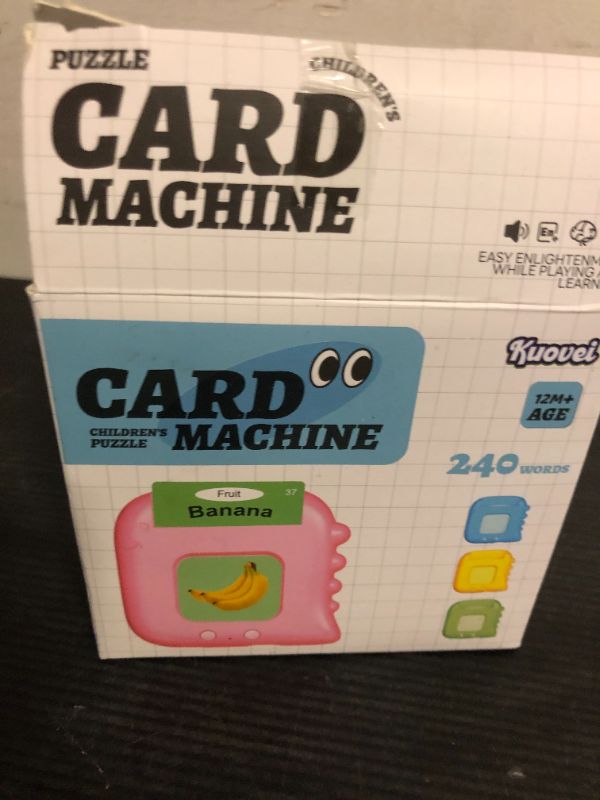 PUZZLE
CHILDREN'S
CARD
MACHINE
En
EASY ENLIGHTENM
WHILE PLAYING
LEARN
Kuovei
CARD
CHILDREN'S
PUZZLE
MACHINE
12M+
AGE
240 WORDS
Fruit
37
Banana